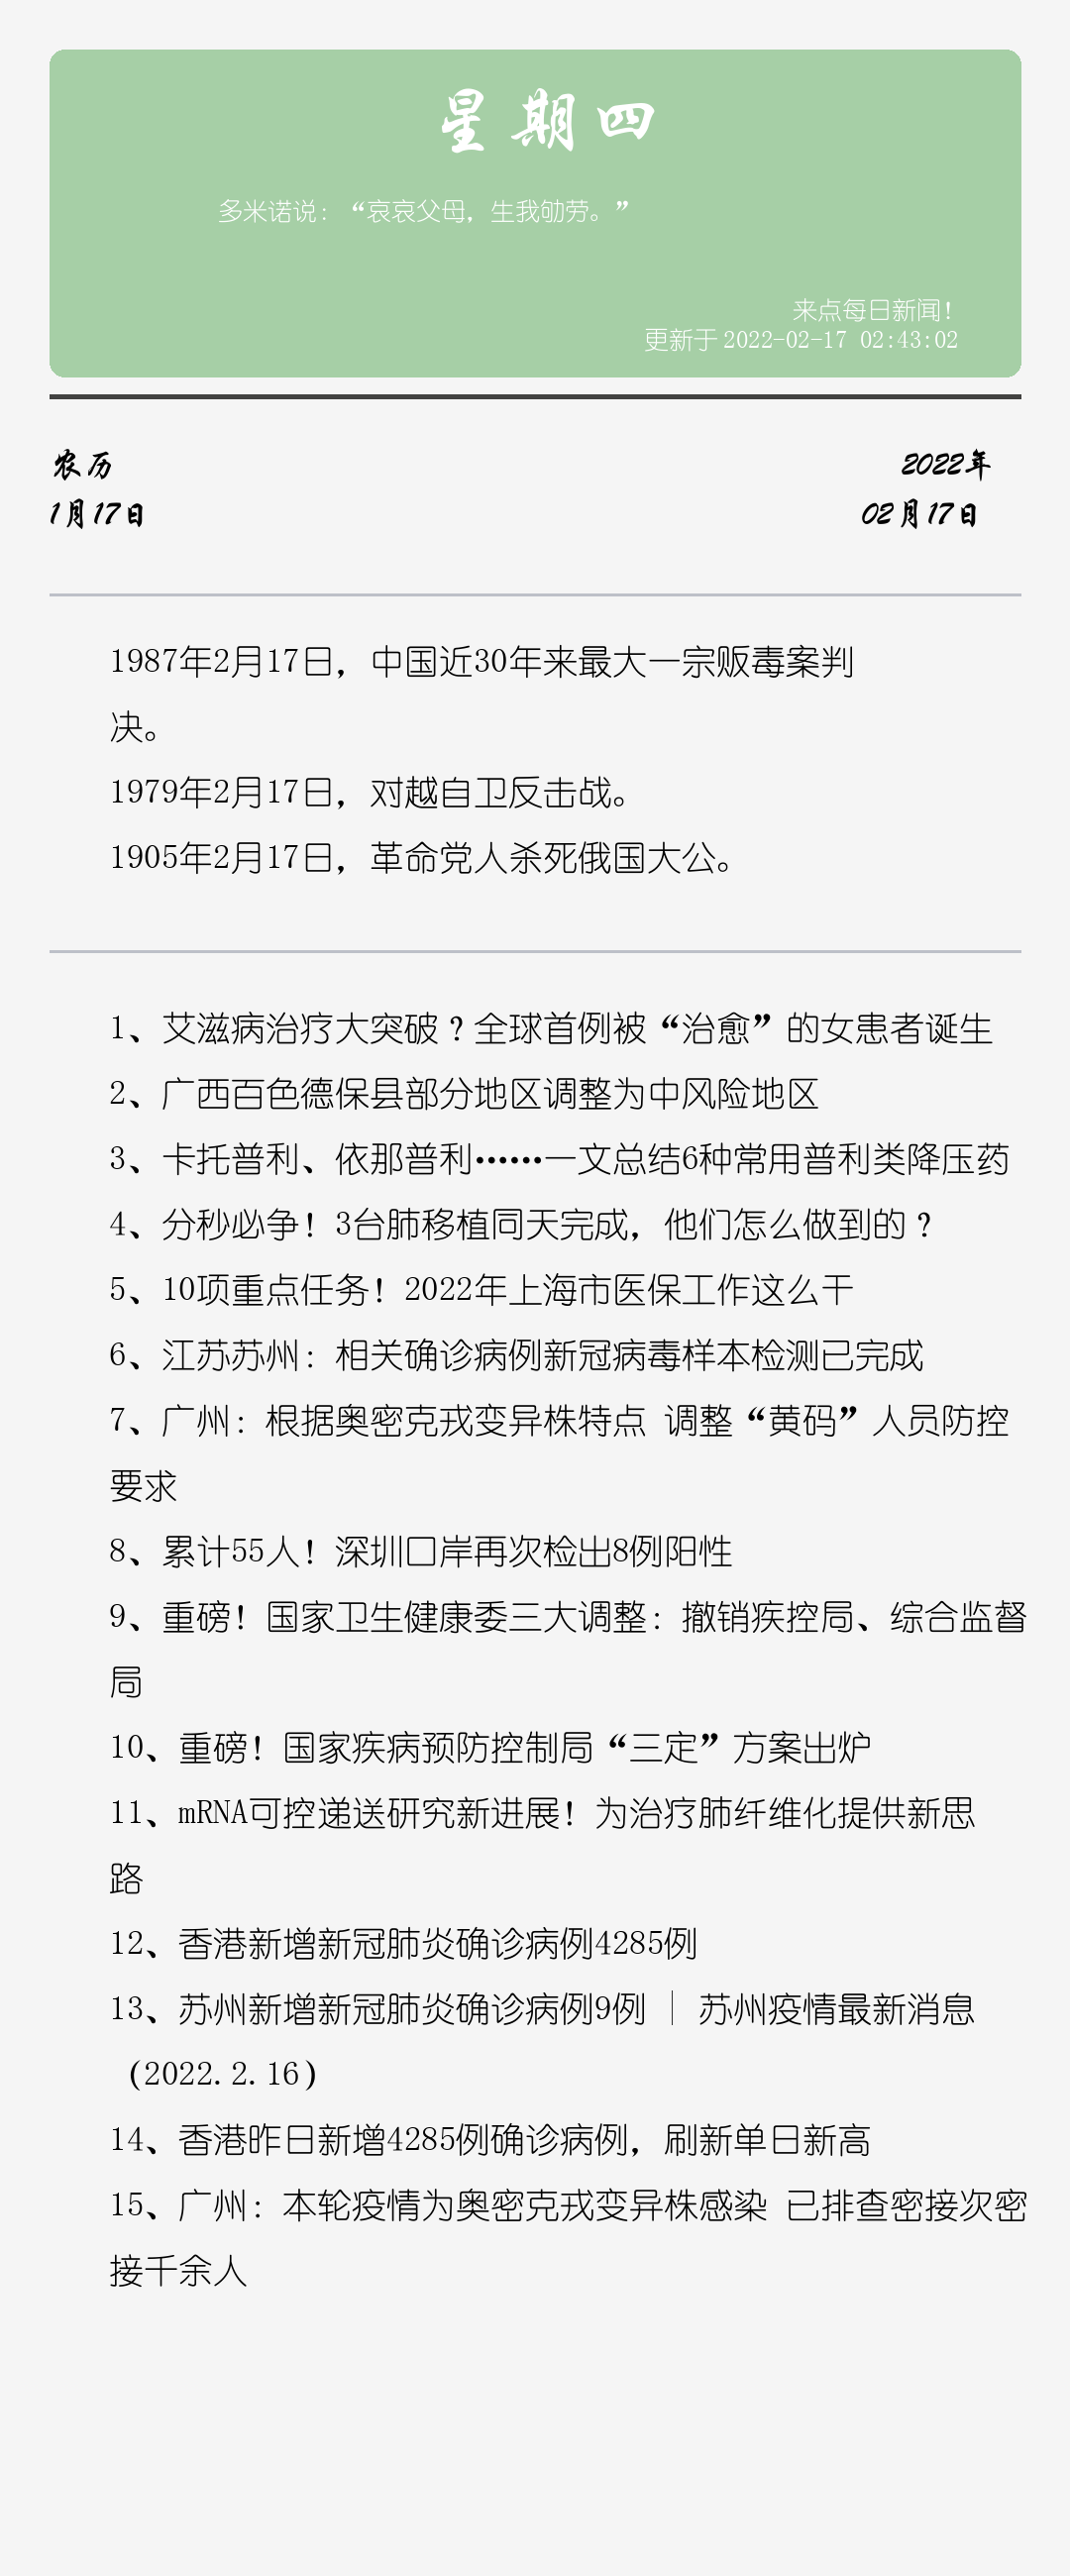 星期四
多米诺说：“哀哀父母，生我劬劳。”
来点每日新闻！
更新于 2022-02-17 02:43:02
农历
2022年
1月17日
02月17日
1987年2月17日，中国近30年来最大一宗贩毒案判
决。
1979年2月17日，对越自卫反击战。
1905年2月17日，革命党人杀死俄国大公。
1、艾滋病治疗大突破？全球首例被“治愈”的女患者诞生
2、广西百色德保县部分地区调整为中风险地区
3、卡托普利、依那普利……一文总结6种常用普利类降压药
4、分秒必争！3台肺移植同天完成，他们怎么做到的？
5、10项重点任务！2022年上海市医保工作这么干
6、江苏苏州：相关确诊病例新冠病毒样本检测已完成
7、广州：根据奥密克戎变异株特点 调整“黄码”人员防控
要求
8、累计55人！深圳口岸再次检出8例阳性
9、重磅！国家卫生健康委三大调整：撤销疾控局、综合监督
局
10、重磅！国家疾病预防控制局“三定”方案出炉
11、mRNA可控递送研究新进展！为治疗肺纤维化提供新思
路
12、香港新增新冠肺炎确诊病例4285例
13、苏州新增新冠肺炎确诊病例9例 ｜ 苏州疫情最新消息
（2022.2.16）
14、香港昨日新增4285例确诊病例，刷新单日新高
15、广州：本轮疫情为奥密克戎变异株感染 已排查密接次密
接千余人